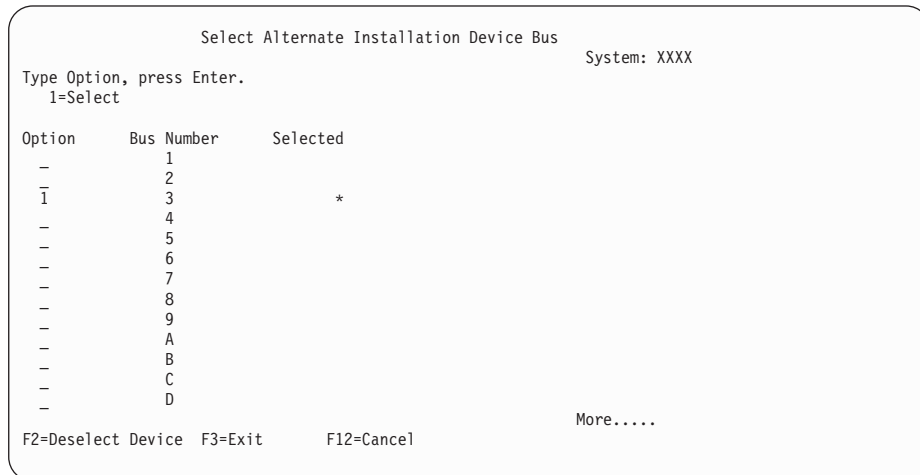 Select Alternate Installation Device Bus
System: XXXX
Type Option, press Enter.
1=Select
Option Bus Number Selected
_ 1
_ 2
1 3 *
_ 4
_ 5
_ 6
_ 7
_ 8
_ 9
_ A
_ B
_ C
_ D
More.....
F2=Deselect Device F3=Exit F12=Cancel